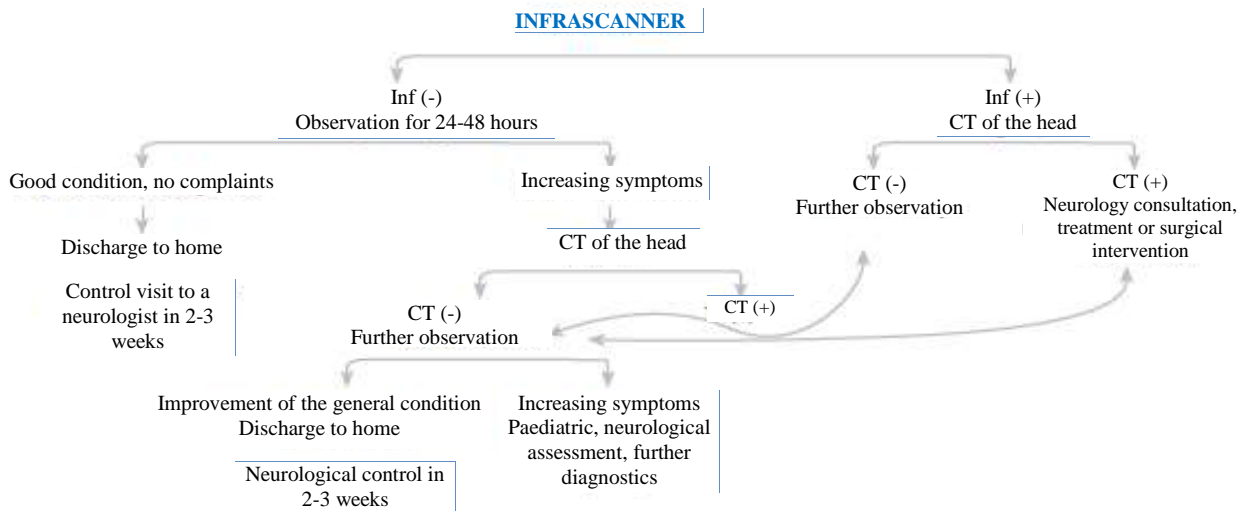 INFRASCANNER
Inf (-)
Observation for 24-48 hours
Inf (+)
CT of the head
Good condition, no complaints
Increasing symptoms
CT (-)
Further observation
CT (+)
Neurology consultation,
treatment or surgical
intervention
Discharge to home
CT of the head
Control visit to a
neurologist in 2-3
weeks
CT (-)
Further observation
CT (+)
Improvement of the general condition
Discharge to home
Increasing symptoms
Paediatric, neurological
assessment, further
diagnostics
Neurological control in
2-3 weeks